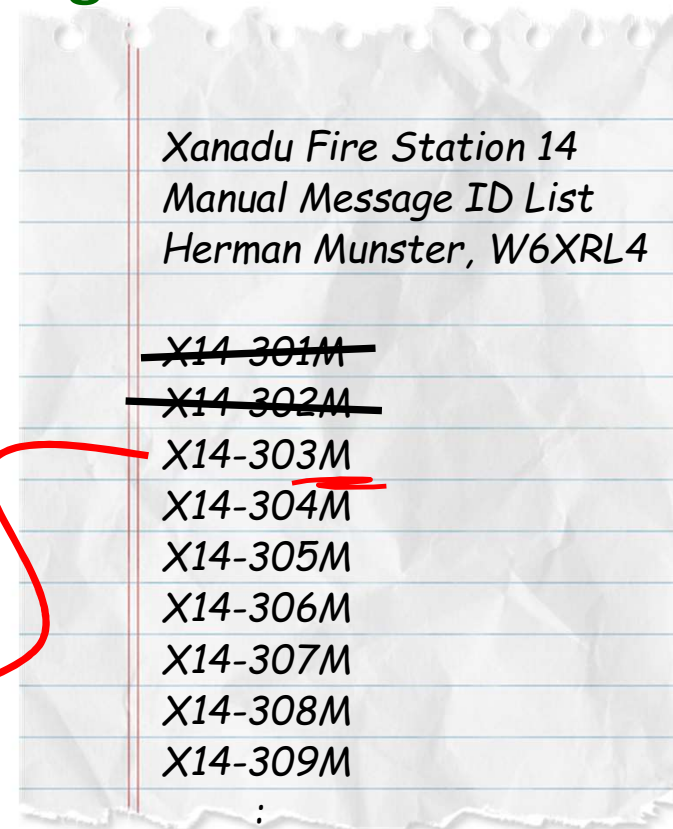 Xanadu Fire Station 14
Manual Message ID List
Herman Munster, W6XRL4
X14-301M
X14-302M
X14-303M
X14-304M
X14-305M
X14-306M
X14-307M
X14-308M
X14-309M
: